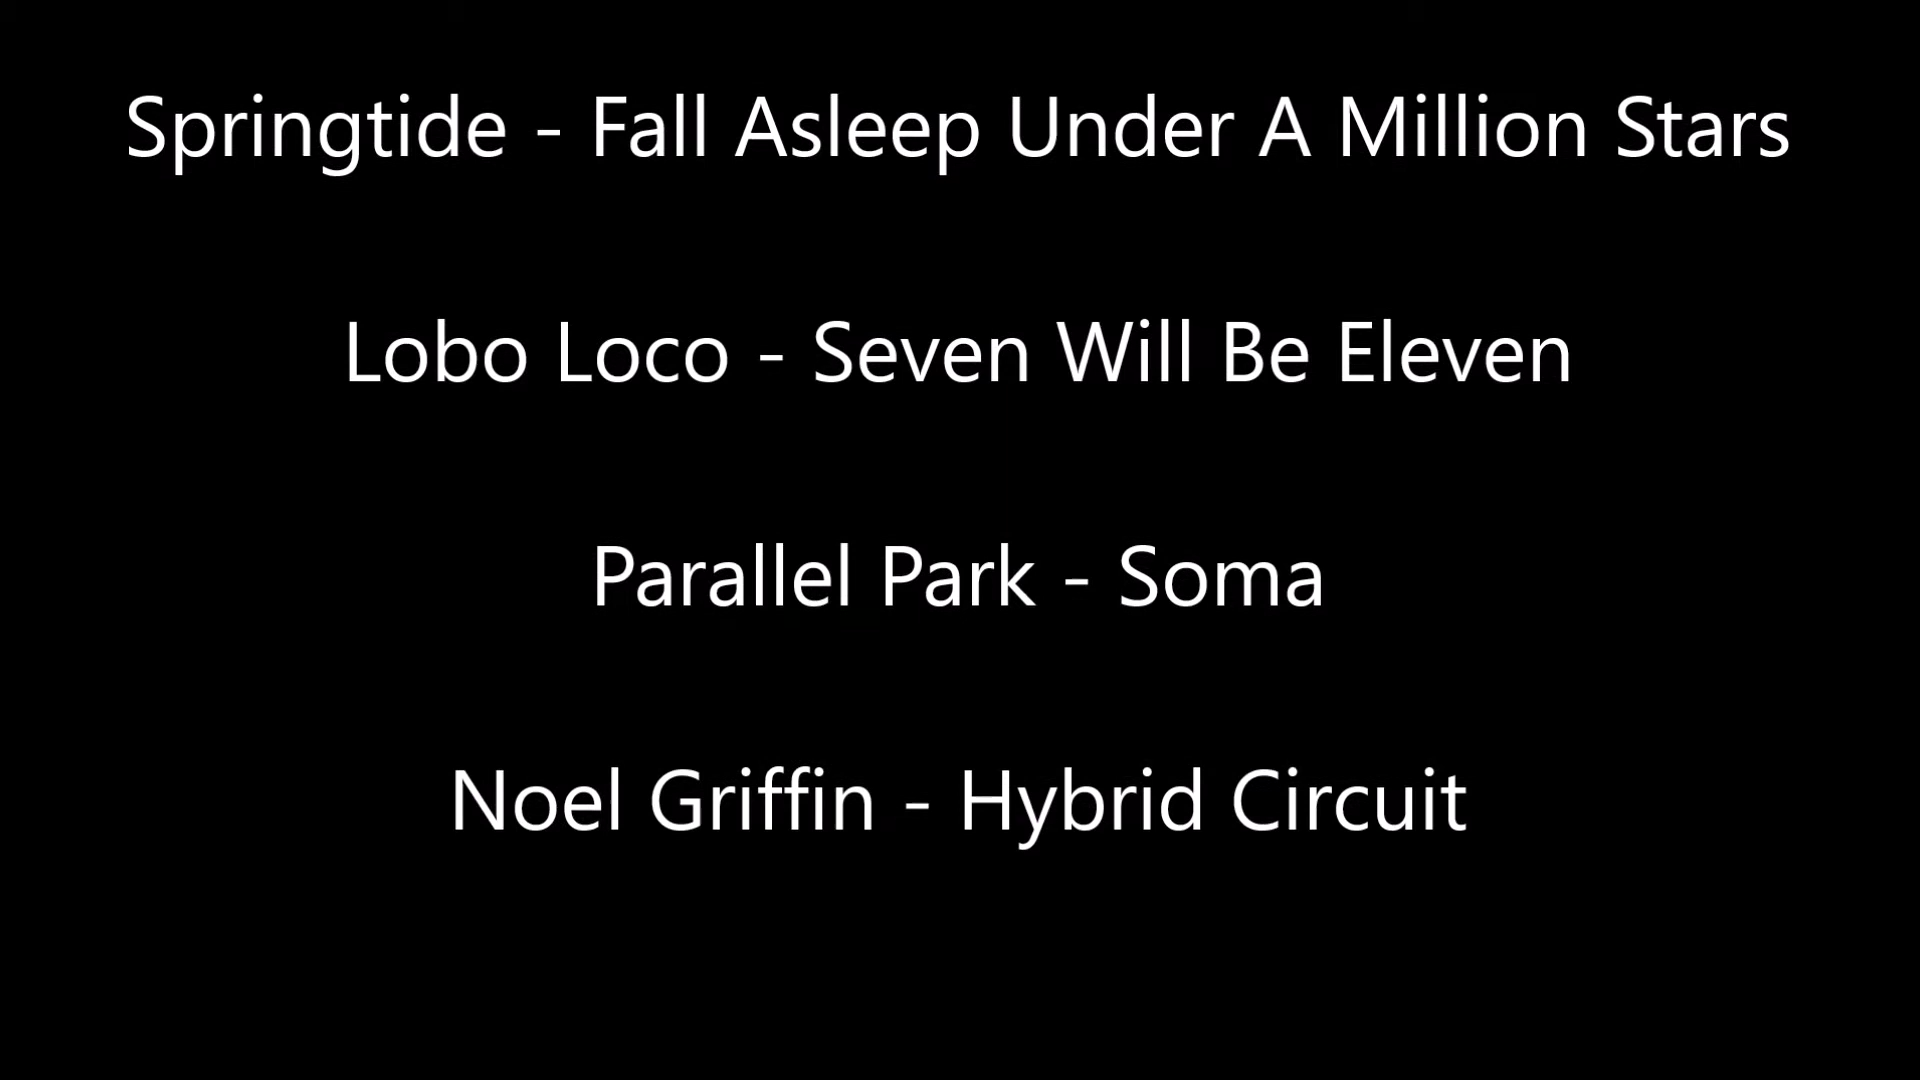 Springtide - Fall Asleep Under A Million Stars
Lobo Loco - Seven Will Be Eleven
Parallel Park - Soma
Noel Griffin - Hybrid Circuit